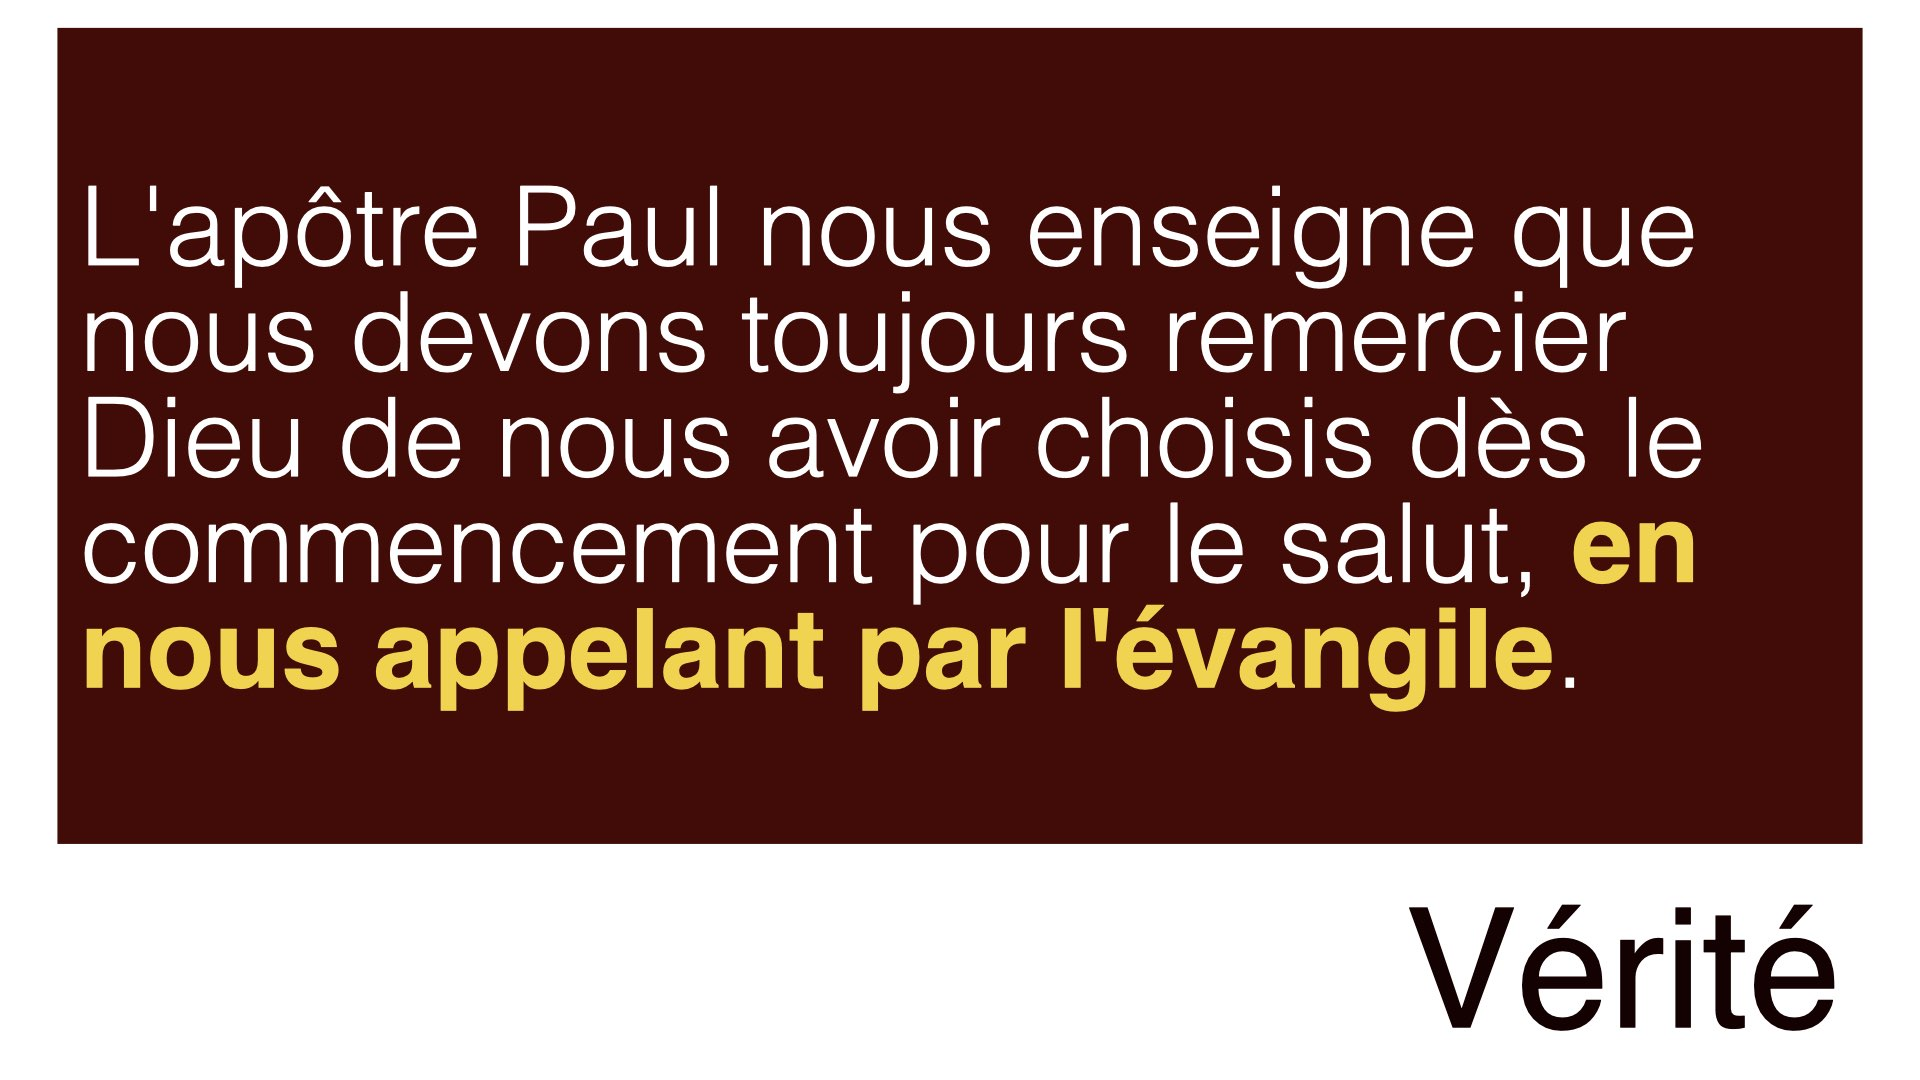 L'apôtre Paul nous enseigne que
nous devons toujours remercier
Dieu de nous avoir choisis dès le
commencement pour le salut, en
nous appelant par l'évangile.
Vérité